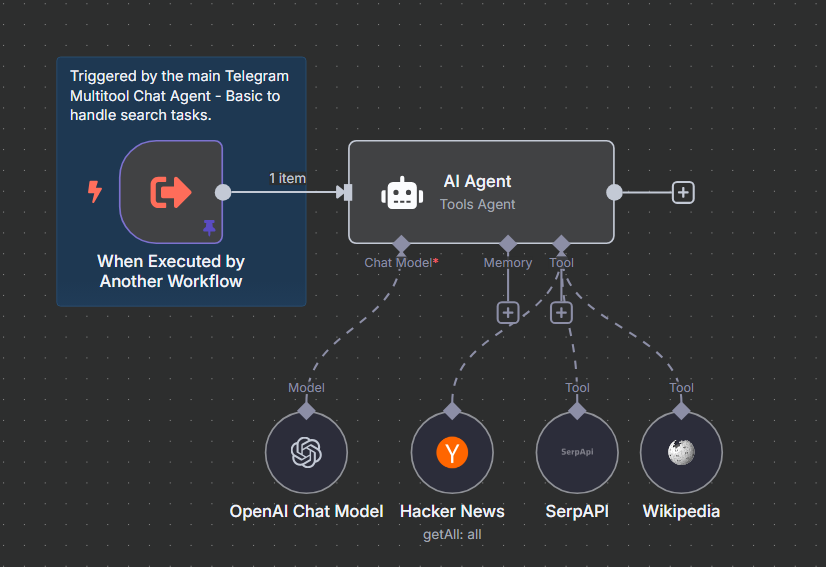 Triggered by the main Telegram
Multitool Chat Agent - Basic to
handle search tasks.
1 item
When Executed by
Another Workflow
AI Agent
Tools Agent
Chat Model*
Memory
Tool
Model
Tool
Tool
Y
SerpApi
OpenAI Chat Model
Hacker News
getAll: all
SerpAPI
Wikipedia